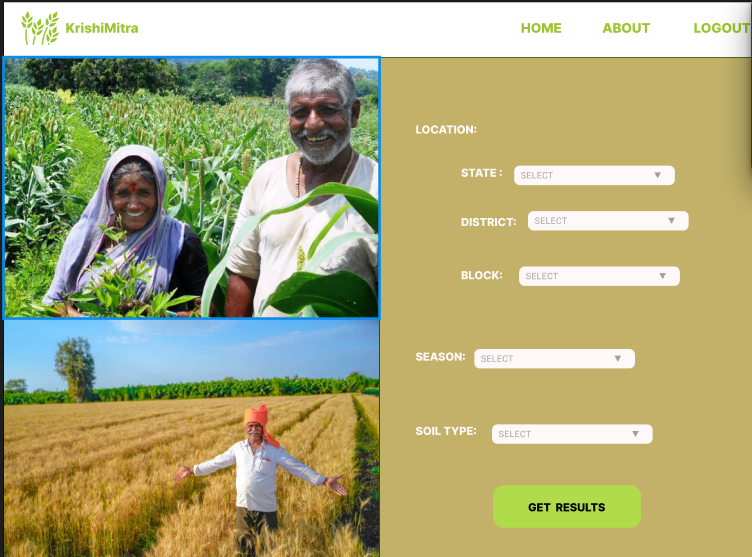 KrishiMitra
HOME ABOUT LOGOUT
LOCATION:
STATE : SELECT
DISTRICT: SELECT
BLOCK: SELECT
SEASON: SELECT
SOIL TYPE: SELECT
GET RESULTS